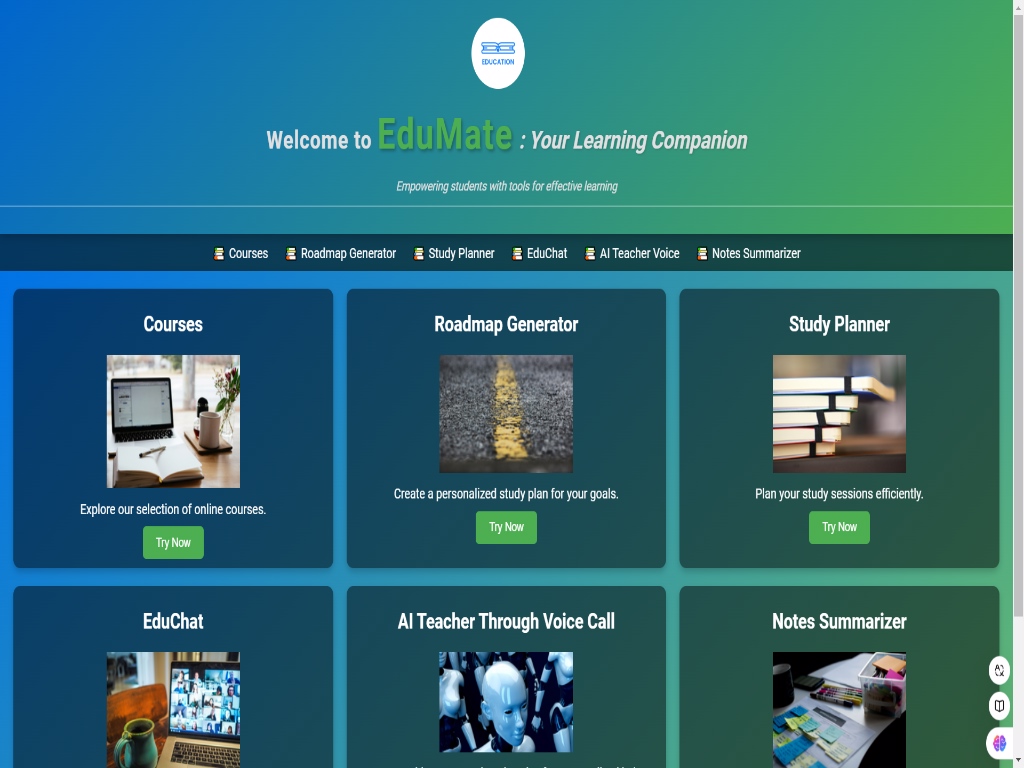 EDUCATION
Welcome to EduMate : Your Learning Companion
Empowering students with tools for effective learning
Courses
Roadmap Generator
Study Planner
EduChat
AI Teacher Voice
Notes Summarizer
Courses
Explore our selection of online courses.
Try Now
Roadmap Generator
Create a personalized study plan for your goals.
Try Now
Study Planner
Plan your study sessions efficiently.
Try Now
EduChat
AI Teacher Through Voice Call
Notes Summarizer